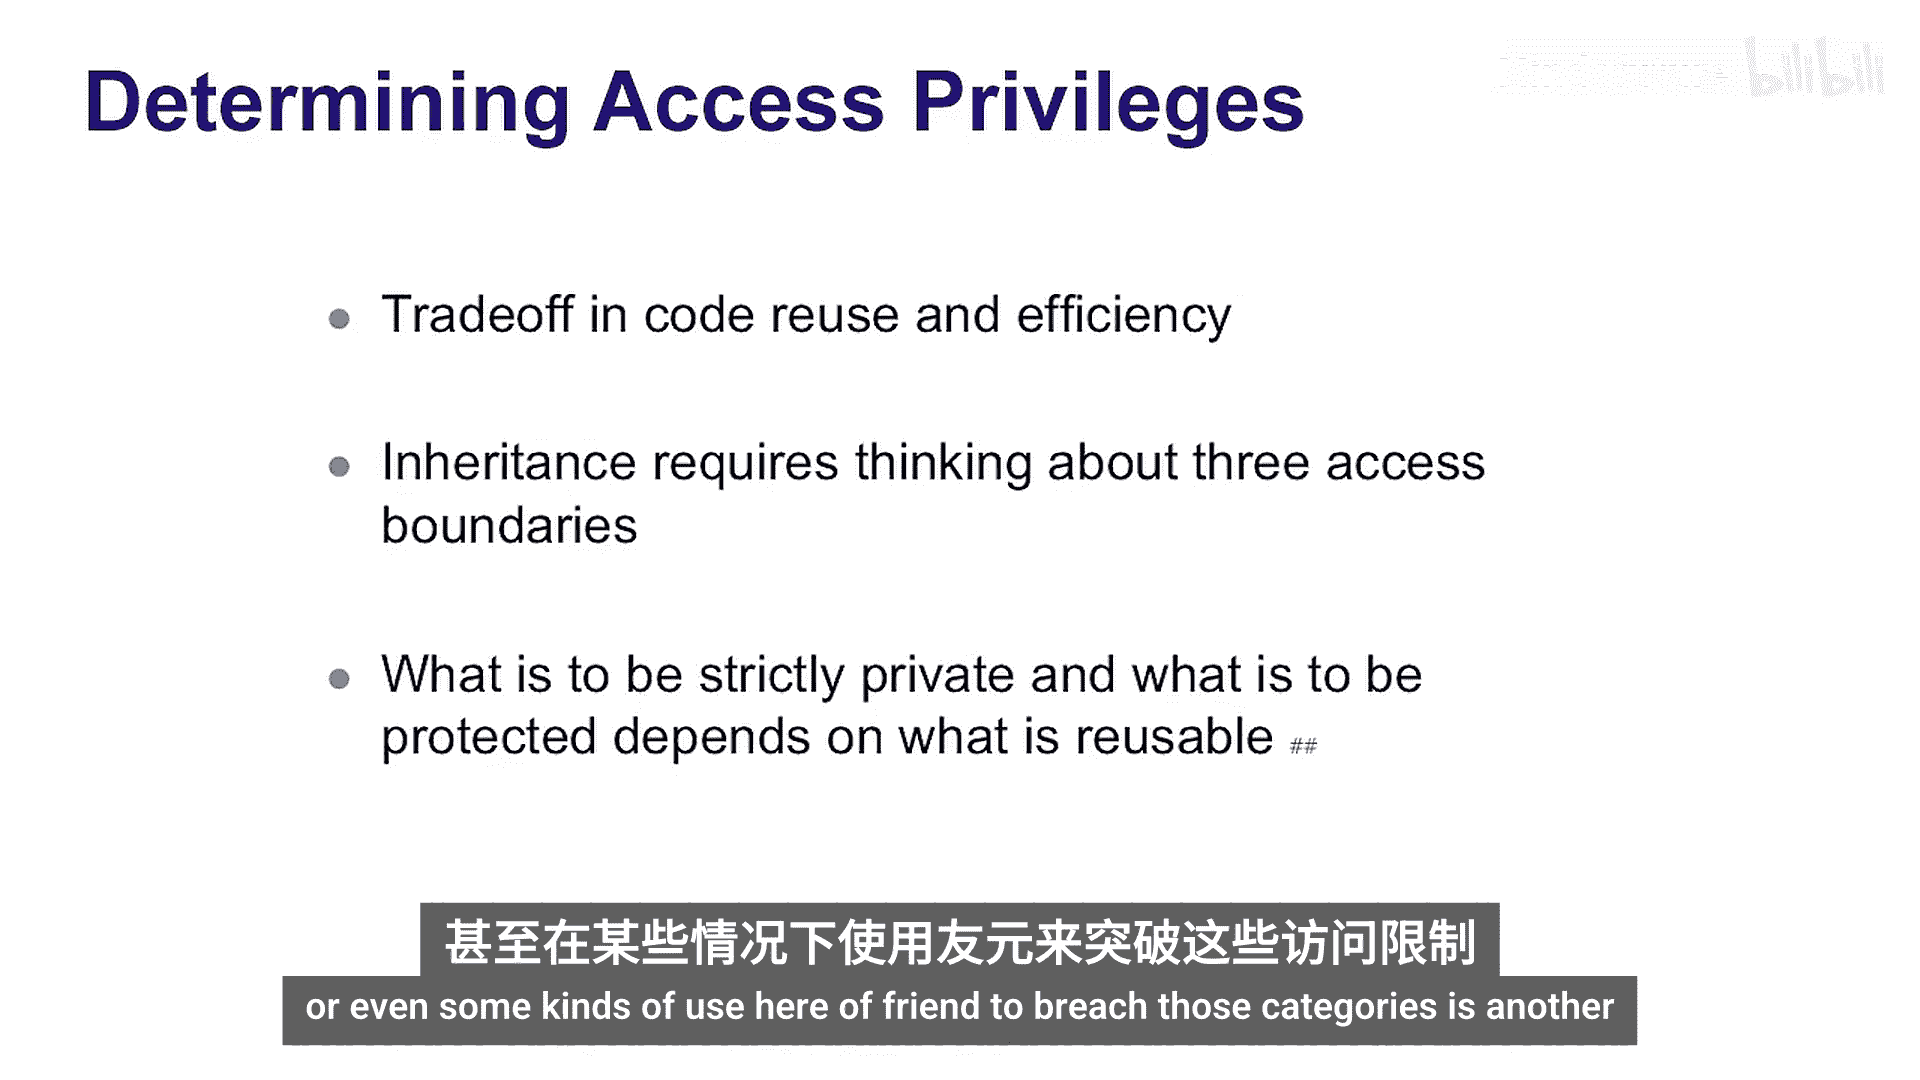 Determining Access Privileges
bilibili
Tradeoff in code reuse and efficiency
Inheritance requires thinking about three access
boundaries
What is to be strictly private and what is to be
protected depends on what is reusable ##
甚至在某些情况下使用友元来突破这些访问限制
or even some kinds of use here of friend to breach those categories is another